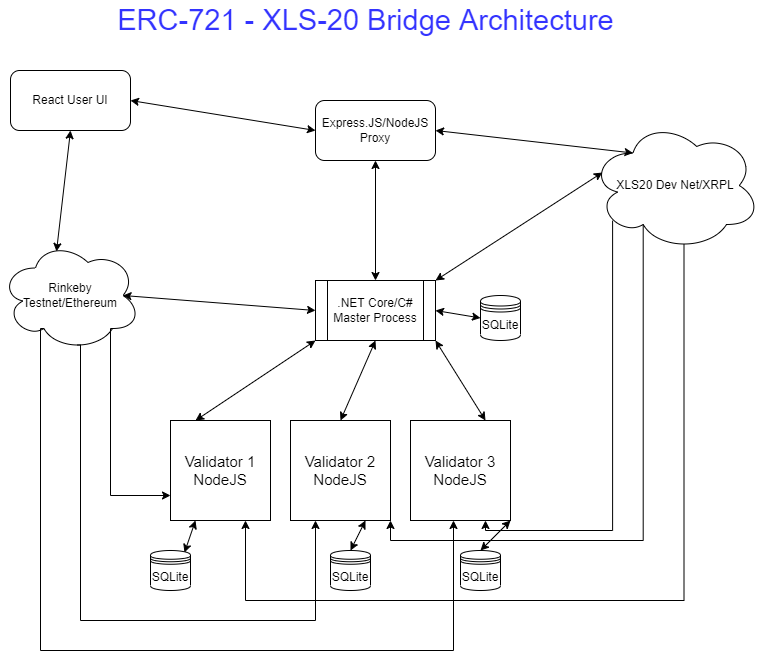 ERC-721 - XLS-20 Bridge Architecture
React User UI
Express.JS/NodeJS
Proxy
XLS20 Dev Net/XRPL
Rinkeby
Testnet/Ethereum
.NET Core/C#
Master Process
SQLite
Validator 1
NodeJS
Validator 2
NodeJS
Validator 3
NodeJS
SQLite
SQLite
SQLite